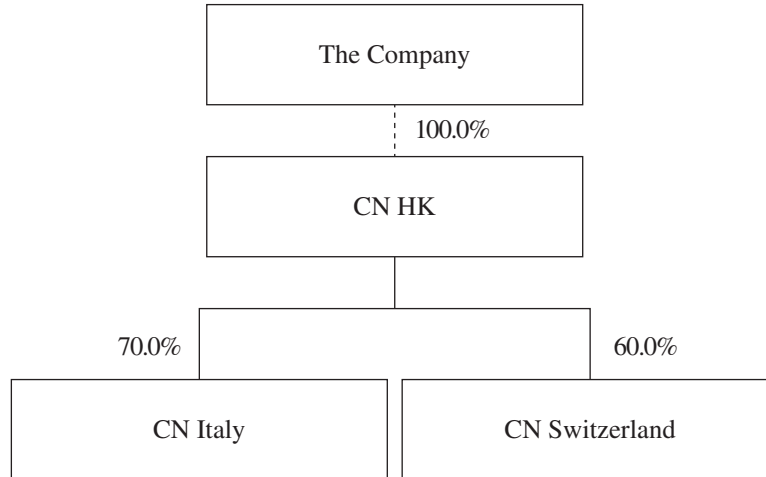 The Company
100.0%
CN HK
70.0%
60.0%
CN Italy
CN Switzerland